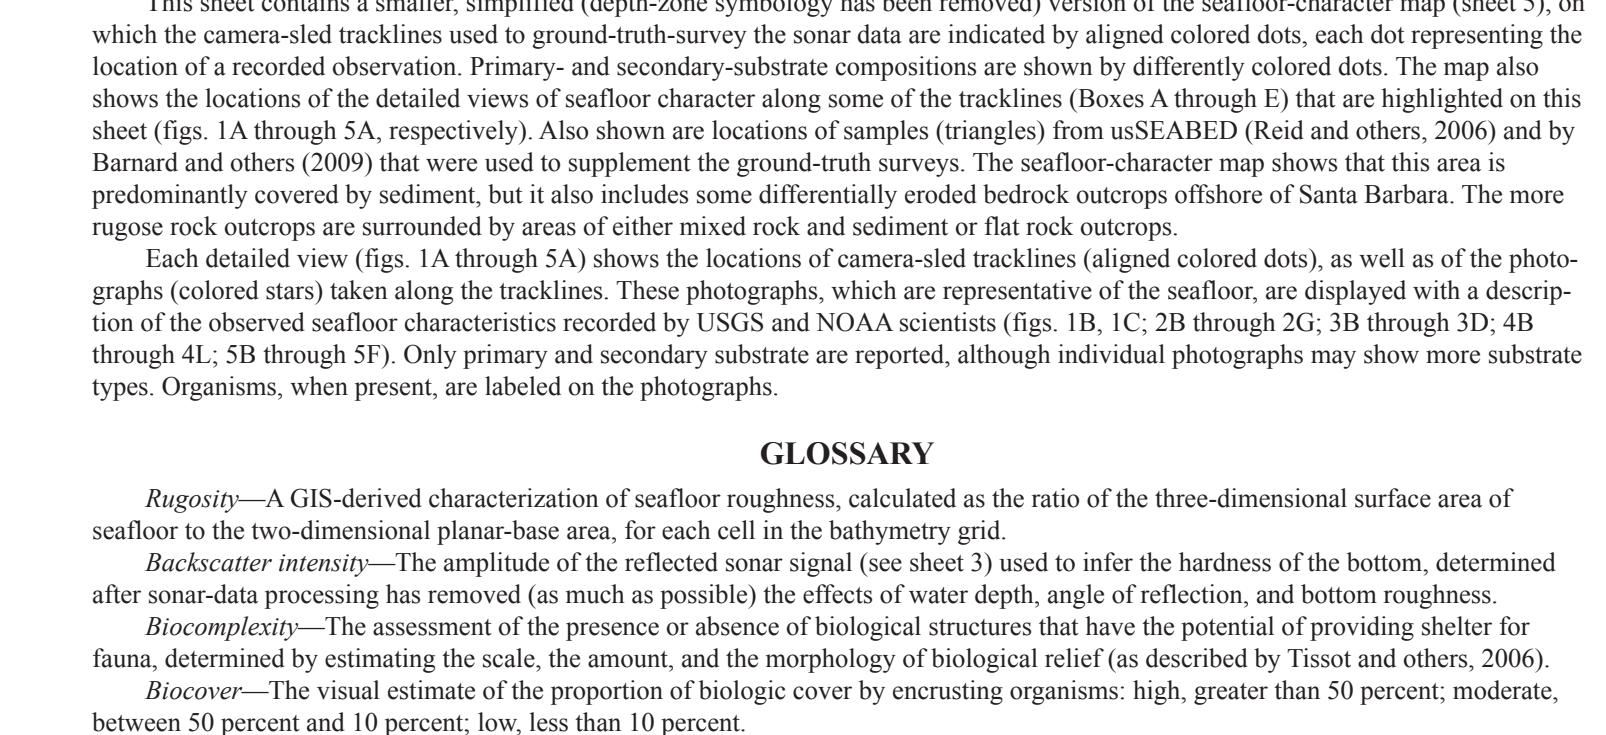 This sheet contains a smaller, simplified (depth-zone symbology has been removed) version of the seafloor-character map (sheet 5), on
which the camera-sled tracklines used to ground-truth-survey the sonar data are indicated by aligned colored dots, each dot representing the
location of a recorded observation. Primary- and secondary-substrate compositions are shown by differently colored dots. The map also
shows the locations of the detailed views of seafloor character along some of the tracklines (Boxes A through E) that are highlighted on this
sheet (figs. 1A through 5A, respectively). Also shown are locations of samples (triangles) from usSEABED (Reid and others, 2006) and by
Barnard and others (2009) that were used to supplement the ground-truth surveys. The seafloor-character map shows that this area is
predominantly covered by sediment, but it also includes some differentially eroded bedrock outcrops offshore of Santa Barbara. The more
rugose rock outcrops are surrounded by areas of either mixed rock and sediment or flat rock outcrops.
Each detailed view (figs. 1A through 5A) shows the locations of camera-sled tracklines (aligned colored dots), as well as of the photo-
graphs (colored stars) taken along the tracklines. These photographs, which are representative of the seafloor, are displayed with a descrip-
tion of the observed seafloor characteristics recorded by USGS and NOAA scientists (figs. 1B, 1C; 2B through 2G; 3B through 3D; 4B
through 4L; 5B through 5F). Only primary and secondary substrate are reported, although individual photographs may show more substrate
types. Organisms, when present, are labeled on the photographs.
GLOSSARY
Rugosity—A GIS-derived characterization of seafloor roughness, calculated as the ratio of the three-dimensional surface area of
seafloor to the two-dimensional planar-base area, for each cell in the bathymetry grid.
Backscatter intensity—The amplitude of the reflected sonar signal (see sheet 3) used to infer the hardness of the bottom, determined
after sonar-data processing has removed (as much as possible) the effects of water depth, angle of reflection, and bottom roughness.
Biocomplexity—The assessment of the presence or absence of biological structures that have the potential of providing shelter for
fauna, determined by estimating the scale, the amount, and the morphology of biological relief (as described by Tissot and others, 2006).
Biocover—The visual estimate of the proportion of biologic cover by encrusting organisms: high, greater than 50 percent; moderate,
between 50 percent and 10 percent; low, less than 10 percent.